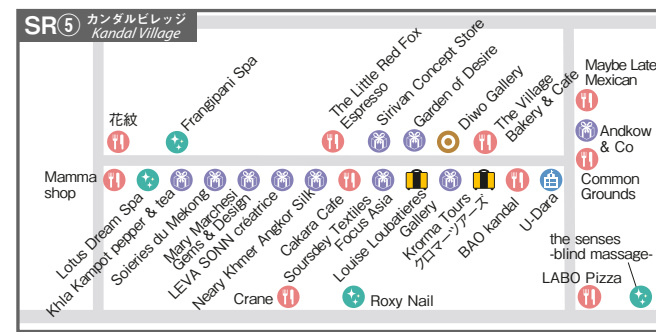 SR⑤
カンダルビレッジ
Kandal Village
花紋
Frangipani Spa
The Little Red Fox
Espresso
Sirivan Concept Store
Garden of Desire
Diwo Gallery
The Village
Bakery & Cafe
Maybe Late
Mexican
Andkow
& Co
Common
Grounds
Mamma
shop
Lotus Dream Spa
Khla Kampot pepper & tea
Soieries du Mekong
Mary Marchesi
Gems & Design
LEVA SONN créatrice
Neary Khmer Angkor Silk
Cakara Cafe
Soursdey Textiles
Focus Asia
Louise Loubatieres
Gallery
Krorma Tours
クロマーツアーズ
BAO kandal
U-Dara
the senses
-blind massage-
LABO Pizza
Crane
Roxy Nail